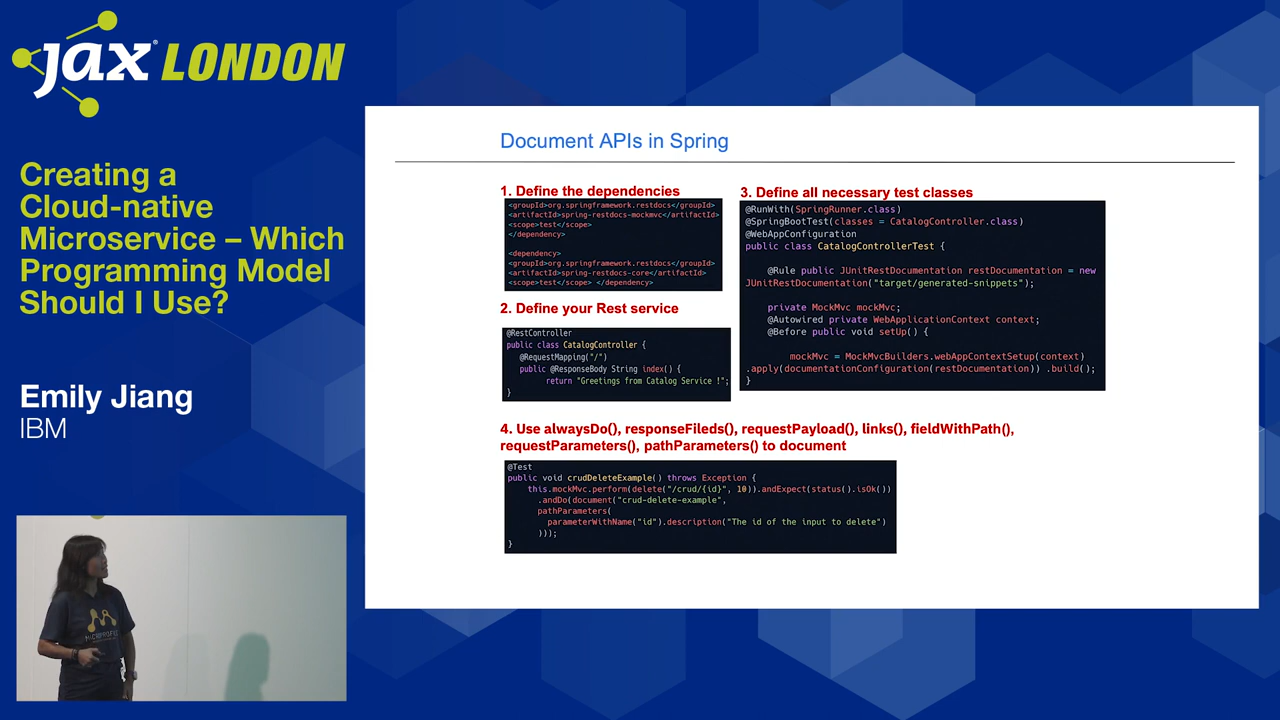 jax LONDON
Creating a
Cloud-native
Microservice – Which
Programming Model
Should I Use?
Emily Jiang
IBM
Document APIs in Spring
1. Define the dependencies
<groupId>org.springframework.restdocs</groupId>
<artifactId>spring-restdocs-mockmvc</artifactId>
<scope>test</scope>
</dependency>
<dependency>
<groupId>org.springframework.restdocs</groupId>
<artifactId>spring-restdocs-core</artifactId>
<scope>test</scope> </dependency>
2. Define your Rest service
@RestController
public class CatalogController {
@RequestMapping("/")
public @ResponseBody String index() {
return "Greetings from Catalog Service !";
}
3. Define all necessary test classes
@RunWith(SpringRunner.class)
@SpringBootTest(classes = CatalogController.class)
@WebAppConfiguration
public class CatalogControllerTest {
@Rule public JUnitRestDocumentation restDocumentation = new
JUnitRestDocumentation("target/generated-snippets");
private MockMvc mockMvc;
@Autowired private WebApplicationContext context;
@Before public void setUp() {
mockMvc = MockMvcBuilders.webAppContextSetup(context)
.apply(documentationConfiguration(restDocumentation)) .build();
}
4. Use alwaysDo(), responseFileds(), requestPayload(), links(), fieldWithPath(),
requestParameters(), pathParameters() to document
@Test
public void crudDeleteExample() throws Exception {
this.mockMvc.perform(delete("/crud/{id}", 10)).andExpect(status().isOk())
.andDo(document("crud-delete-example",
pathParameters(
parameterWithName("id").description("The id of the input to delete")
)));
}